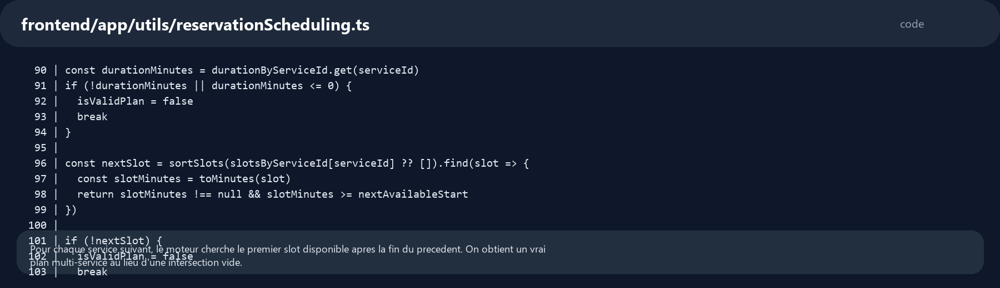 frontend/app/utils/reservationScheduling.ts
code
90 | const durationMinutes = durationByServiceId.get(serviceId)
91 | if (!durationMinutes || durationMinutes <= 0) {
92 |   isValidPlan = false
93 |   break
94 | }
95 |
96 | const nextSlot = sortSlots(slotsByServiceId[serviceId] ?? []).find(slot => {
97 |   const slotMinutes = toMinutes(slot)
98 |   return slotMinutes !== null && slotMinutes >= nextAvailableStart
99 | })
100 |
101 | if (!nextSlot) {
Pour chaque service suivant, le moteur cherche le premier slot disponible apres la fin du precedent. On obtient un vrai
102 |   isValidPlan = false
plan multi-service au lieu d'une intersection vide.
103 |   break